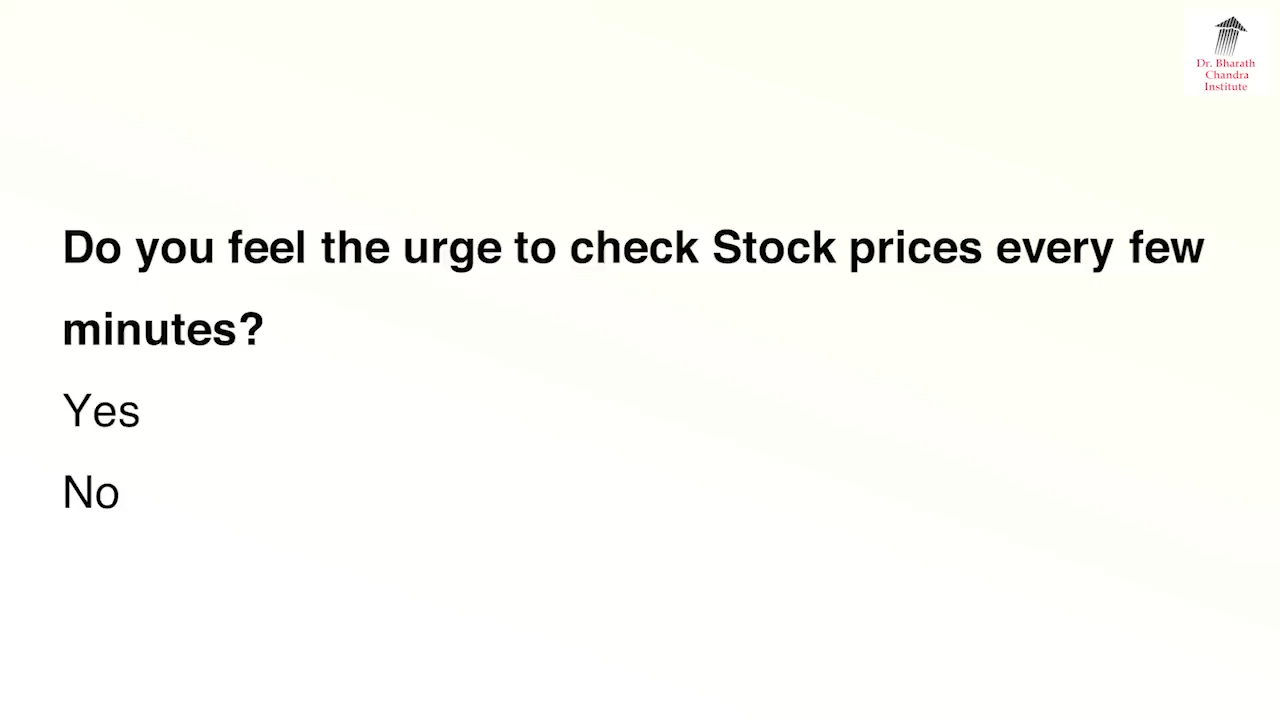 Dr. Bharath
Chandra
Institute
Do you feel the urge to check Stock prices every few
minutes?
Yes
No